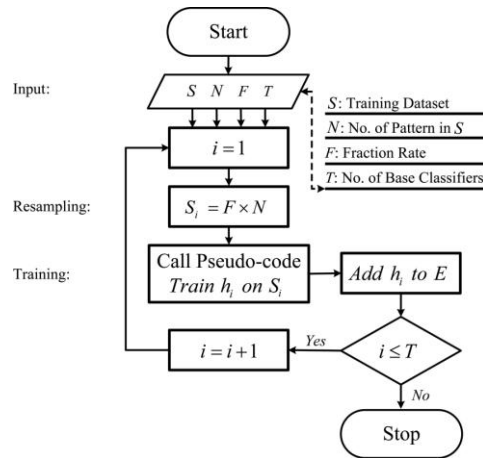 Start
Input:
S N F T
S: Training Dataset
N: No. of Pattern in S
F: Fraction Rate
T: No. of Base Classifiers
i = 1
Resampling:
S_i = F × N
Training:
Call Pseudo-code
Train h_i on S_i
Add h_i to E
i = i + 1
Yes
i ≤ T
No
Stop